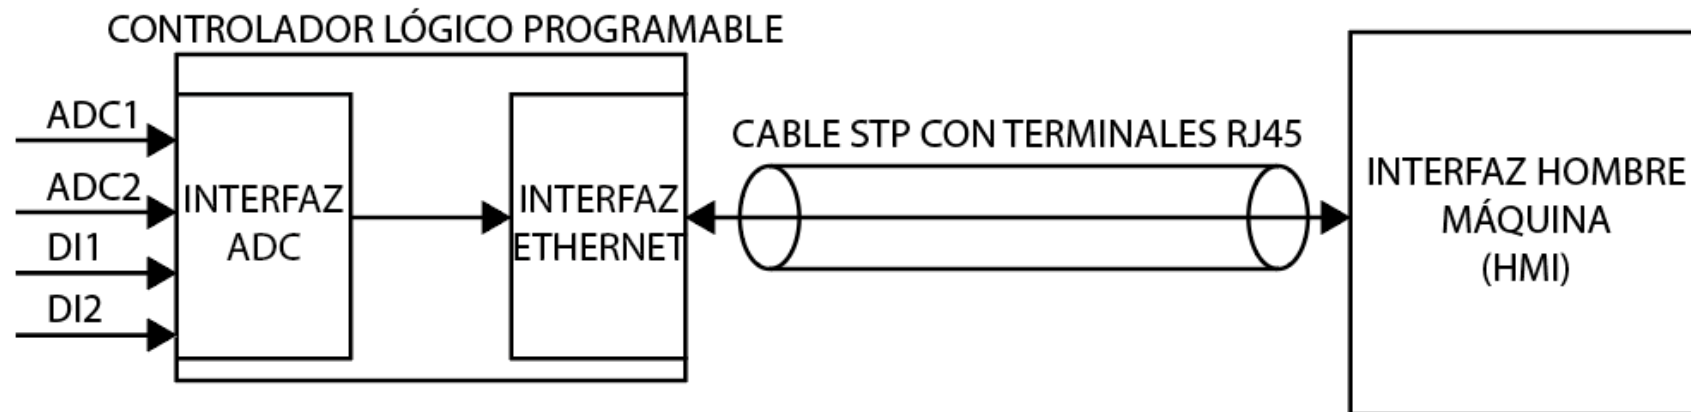 CONTROLADOR LÓGICO PROGRAMABLE
ADC1
ADC2
DI1
DI2
INTERFAZ
ADC
INTERFAZ
ETHERNET
CABLE STP CON TERMINALES RJ45
INTERFAZ HOMBRE
MÁQUINA
(HMI)